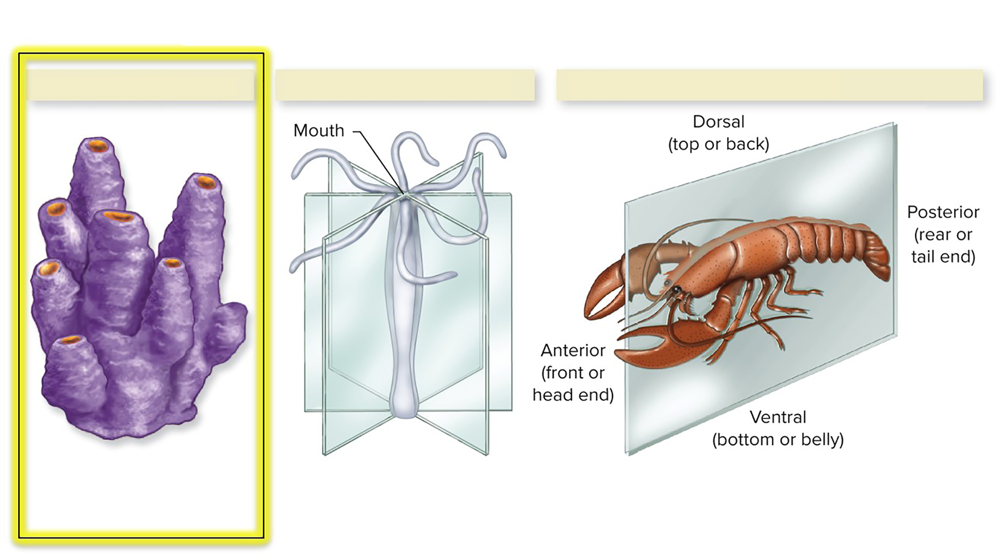 Mouth
Dorsal
(top or back)
Posterior
(rear or
tail end)
Anterior
(front or
head end)
Ventral
(bottom or belly)